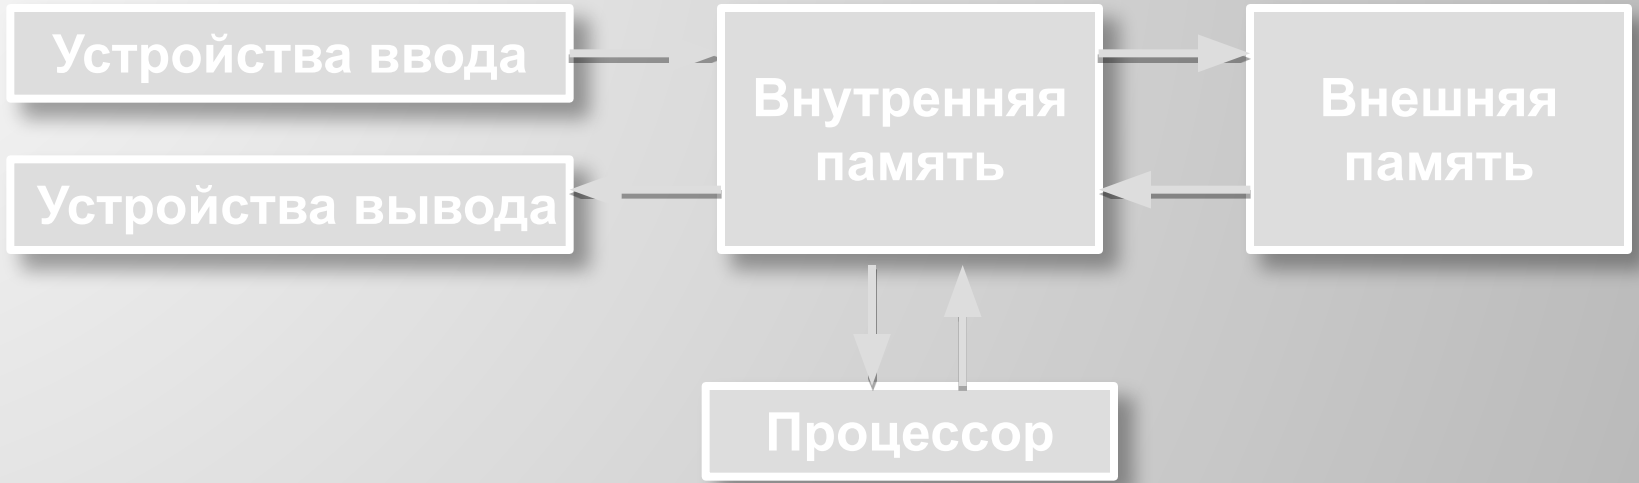 Устройства ввода
Внутренняя
память
Внешняя
память
Устройства вывода
Процессор